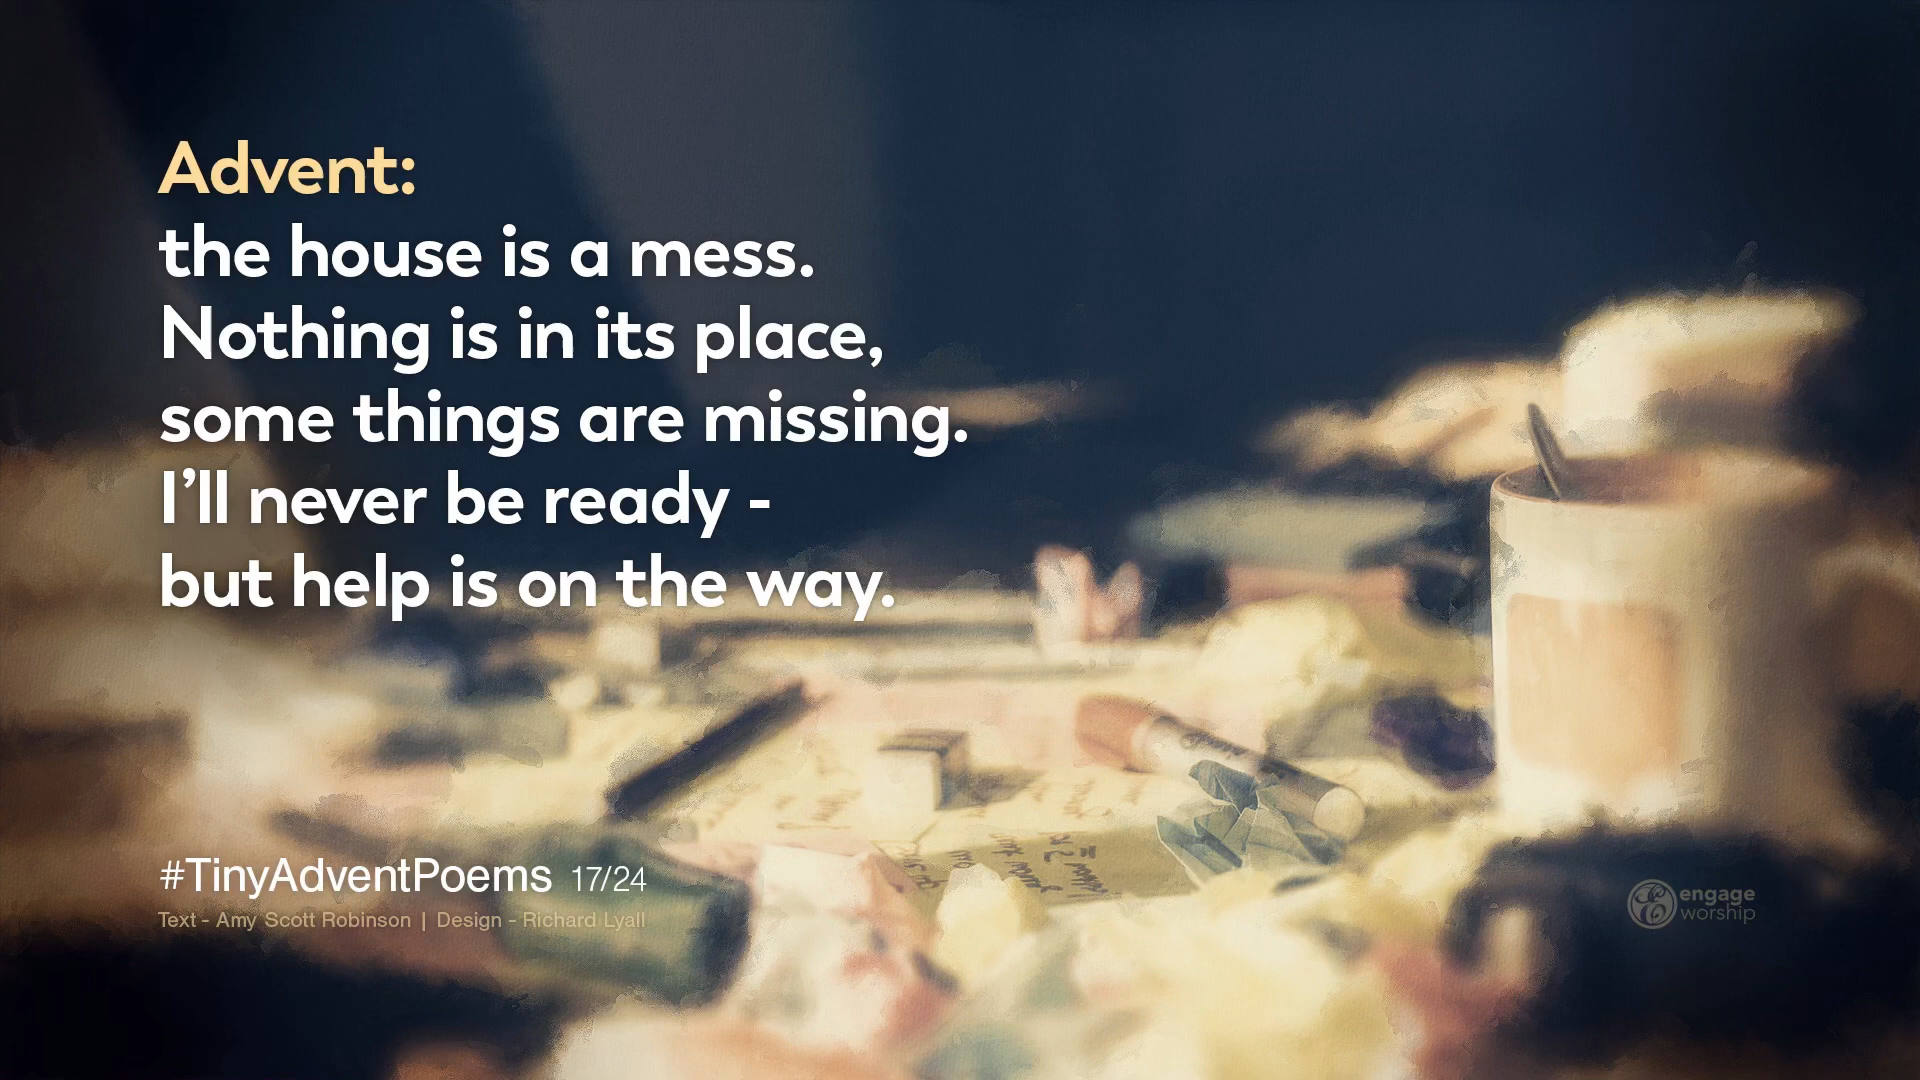 Advent:
the house is a mess.
Nothing is in its place,
some things are missing.
I’ll never be ready -
but help is on the way.
#TinyAdventPoems 17/24
Text - Amy Scott Robinson | Design - Richard Lyall
engage
worship